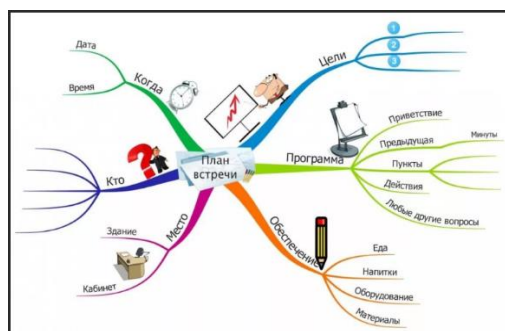 План
встречи
Когда
Дата
Время
Цели
1
2
3
Программа
Приветствие
Предыдущая
Минуты
Пункты
Действия
Любые другие вопросы
Обеспечение
Еда
Напитки
Оборудование
Материалы
Место
Здание
Кабинет
Кто